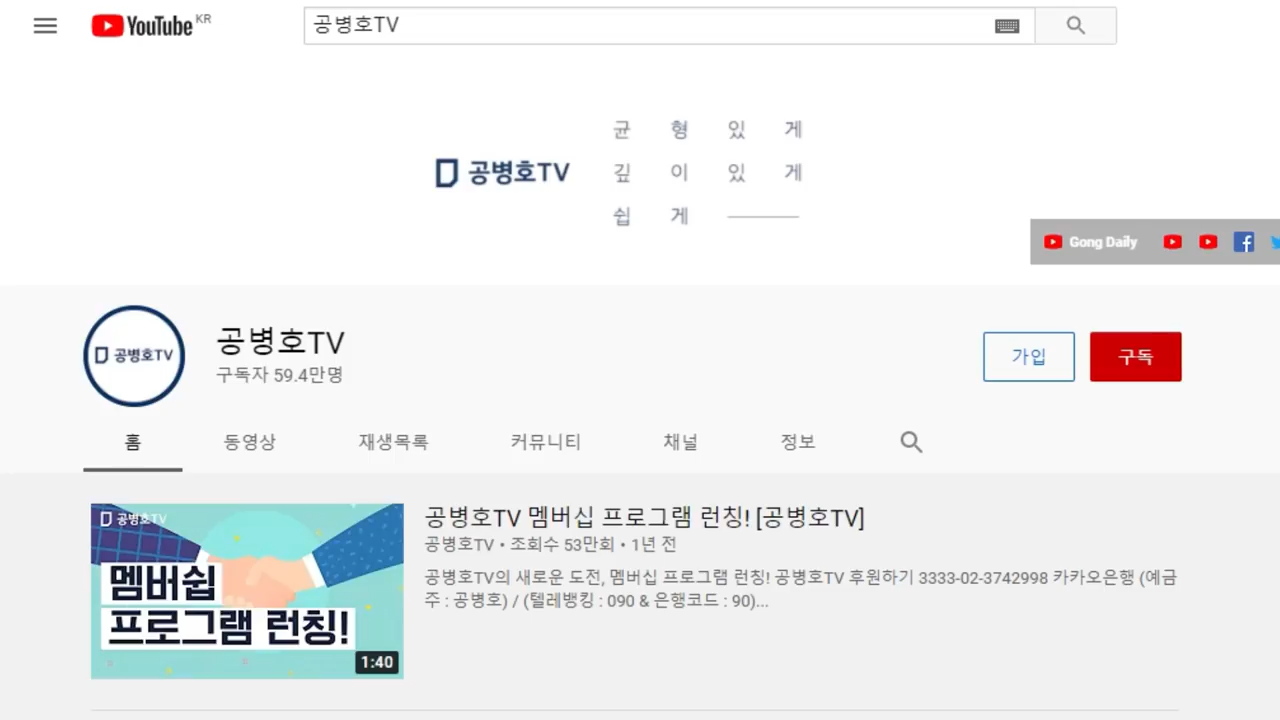 YouTube KR
공병호TV
공병호TV
균형있게
깊이있게
쉽게
Gong Daily
공병호TV
공병호TV
구독자 59.4만명
가입
구독
홈
동영상
재생목록
커뮤니티
채널
정보
공병호TV
멤버쉽
프로그램 런칭!
1:40
공병호TV 멤버십 프로그램 런칭! [공병호TV]
공병호TV • 조회수 53만회 • 1년 전
공병호TV의 새로운 도전, 멤버십 프로그램 런칭! 공병호TV 후원하기 3333-02-3742998 카카오은행 (예금
주 : 공병호) / (텔레뱅킹 : 090 & 은행코드 : 90)...